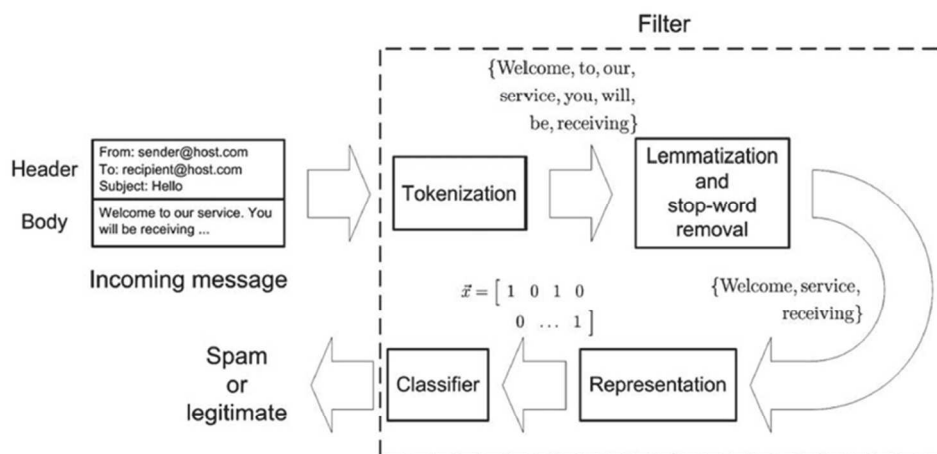 Filter
{Welcome, to, our,
service, you, will,
be, receiving}
Header
From: sender@host.com
To: recipient@host.com
Subject: Hello
Body
Welcome to our service. You
will be receiving ...
Incoming message
Tokenization
Lemmatization
and
stop-word
removal
{Welcome, service,
receiving}
Representation
x⃗ = [ 1 0 1 0
0 ... 1 ]
Classifier
Spam
or
legitimate